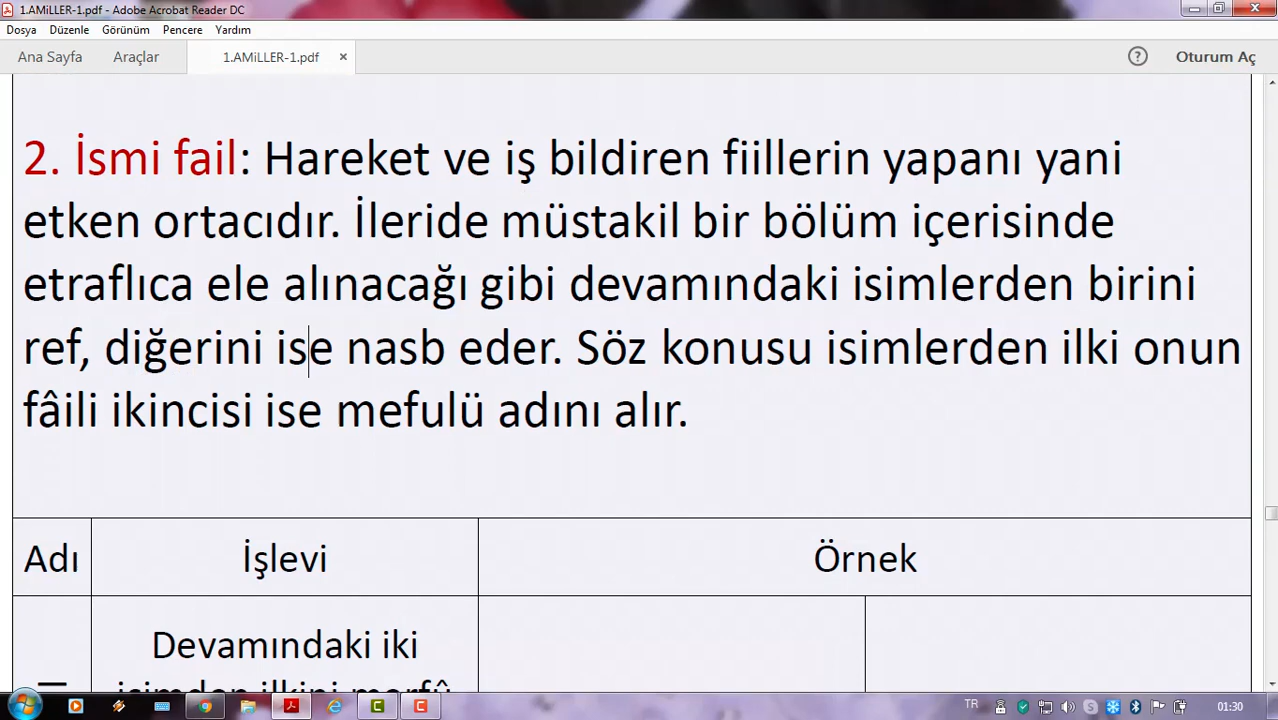 1.AMiLLER-1.pdf - Adobe Acrobat Reader DC
Dosya Düzenle Görünüm Pencere Yardım
Ana Sayfa Araçlar 1.AMiLLER-1.pdf × ? Oturum Aç
2. İsmi fail: Hareket ve iş bildiren fiillerin yapanı yani
etken ortacıdır. İleride müstakil bir bölüm içerisinde
etraflıca ele alınacağı gibi devamındaki isimlerden birini
ref, diğerini ise nasb eder. Söz konusu isimlerden ilki onun
fâili ikincisi ise mefulü adını alır.
Adı İşlevi Örnek
Devamındaki iki
isimden ilkini merfû
TR 01:30